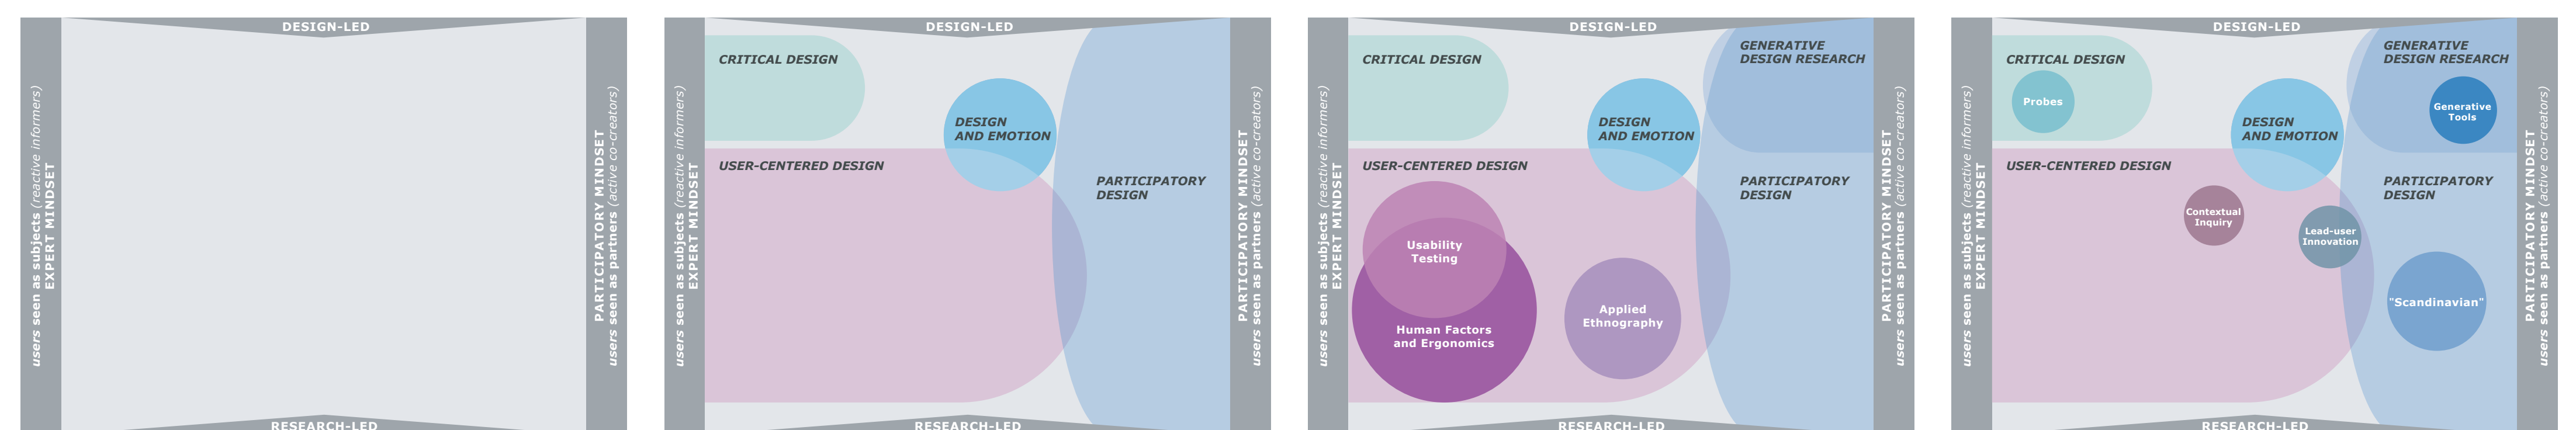 DESIGN-LED
users seen as subjects (reactive informers)
EXPERT MINDSET
PARTICIPATORY MINDSET
users seen as partners (active co-creators)
RESEARCH-LED
DESIGN-LED
users seen as subjects (reactive informers)
EXPERT MINDSET
CRITICAL DESIGN
DESIGN
AND EMOTION
USER-CENTERED DESIGN
PARTICIPATORY
DESIGN
PARTICIPATORY MINDSET
users seen as partners (active co-creators)
RESEARCH-LED
DESIGN-LED
users seen as subjects (reactive informers)
EXPERT MINDSET
CRITICAL DESIGN
GENERATIVE
DESIGN RESEARCH
DESIGN
AND EMOTION
USER-CENTERED DESIGN
PARTICIPATORY
DESIGN
Usability
Testing
Applied
Ethnography
Human Factors
and Ergonomics
PARTICIPATORY MINDSET
users seen as partners (active co-creators)
RESEARCH-LED
DESIGN-LED
users seen as subjects (reactive informers)
EXPERT MINDSET
CRITICAL DESIGN
Probes
GENERATIVE
DESIGN RESEARCH
Generative
Tools
DESIGN
AND EMOTION
USER-CENTERED DESIGN
PARTICIPATORY
DESIGN
Contextual
Inquiry
Lead-user
Innovation
"Scandinavian"
PARTICIPATORY MINDSET
users seen as partners (active co-creators)
RESEARCH-LED